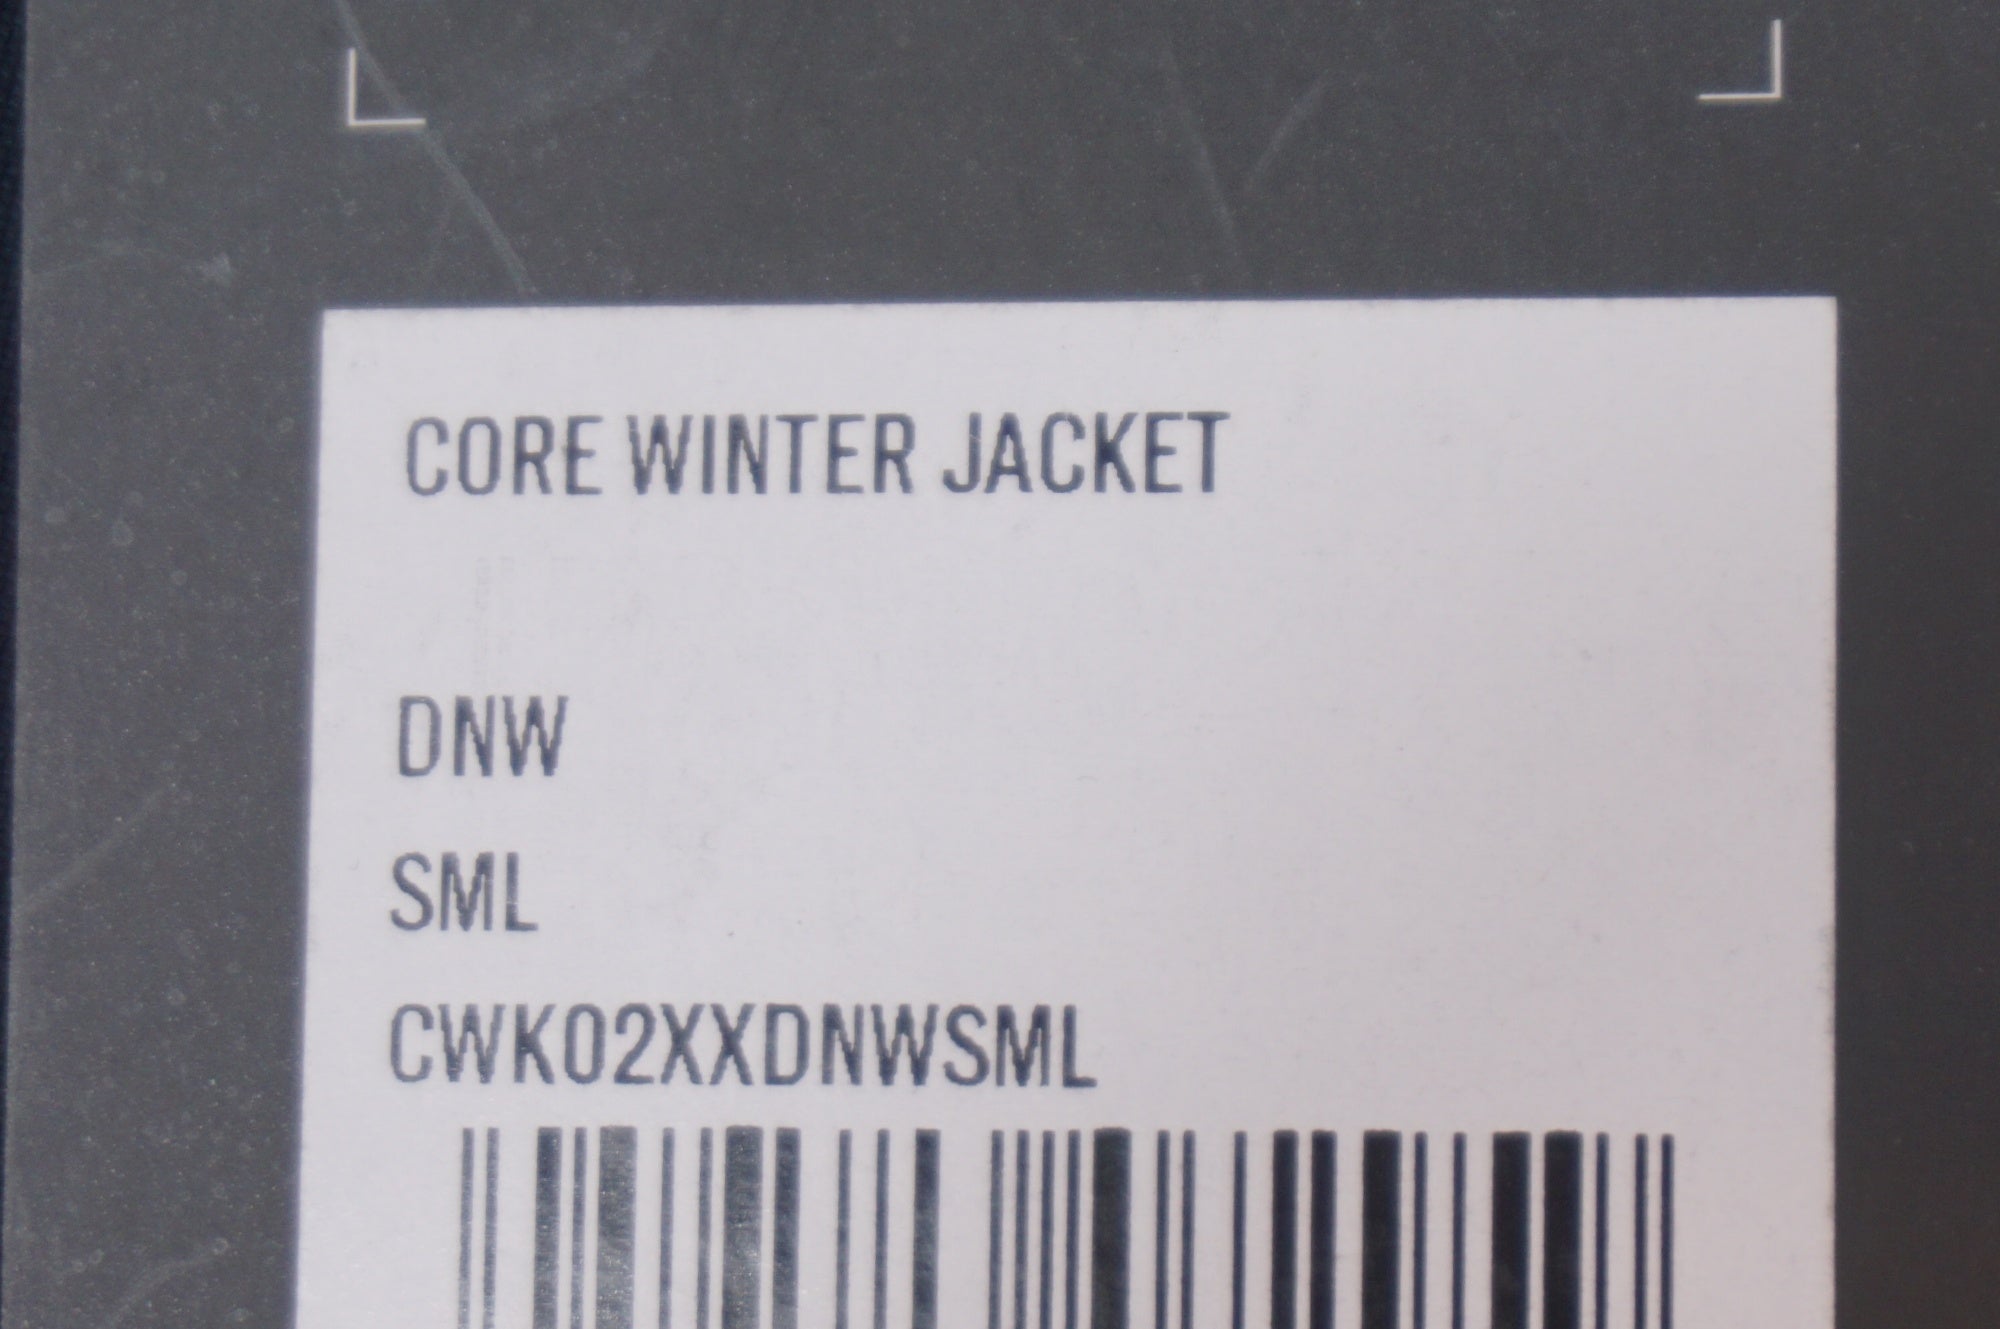 CORE WINTER JACKET
DNW
SML
CWK02XXDNWSML